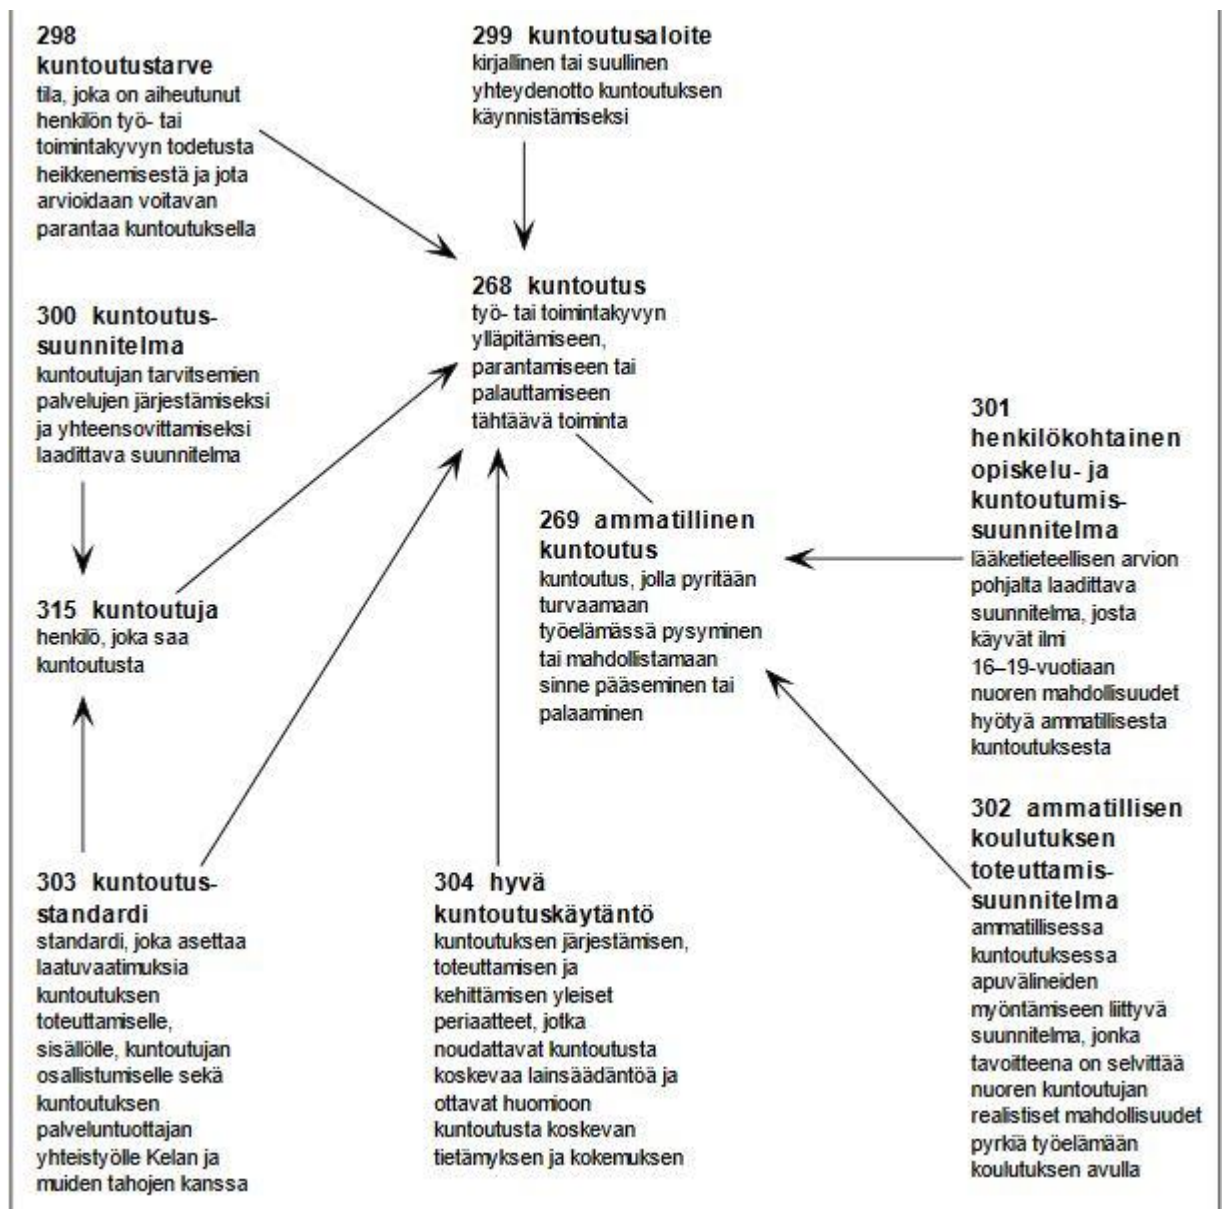 298
kuntoutustarve
tila, joka on aiheutunut
henkilön työ- tai
toimintakyvyn todetusta
heikkenemisestä ja jota
arvioidaan voitavan
parantaa kuntoutuksella
299 kuntoutusaloite
kirjallinen tai suullinen
yhteydenotto kuntoutuksen
käynnistämiseksi
268 kuntoutus
työ- tai toimintakyvyn
ylläpitämiseen,
parantamiseen tai
palauttamiseen
tähtäävä toiminta
300 kuntoutus-
suunnitelma
kuntoutujan tarvitsemien
palvelujen järjestämiseksi
ja yhteensovittamiseksi
laadittava suunnitelma
315 kuntoutuja
henkilö, joka saa
kuntoutusta
269 ammatillinen
kuntoutus
kuntoutus, jolla pyritään
turvaamaan
työelämässä pysyminen
tai mahdollistamaan
sinne pääseminen tai
palaaminen
301
henkilökohtainen
opiskelu- ja
kuntoutumis-
suunnitelma
lääketieteellisen arvion
pohjalta laadittava
suunnitelma, josta
käyvät ilmi
16–19-vuotiaan
nuoren mahdollisuudet
hyötyä ammatillisesta
kuntoutuksesta
302 ammatillisen
koulutuksen
toteuttamis-
suunnitelma
ammatillisessa
kuntoutuksessa
apuvälineiden
myöntämiseen liittyvä
suunnitelma, jonka
tavoitteena on selvittää
nuoren kuntoutujan
realistiset mahdollisuudet
pyrkiä työelämään
koulutuksen avulla
303 kuntoutus-
standardi
standardi, joka asettaa
laatuvaatimuksia
kuntoutuksen
toteuttamiselle,
sisällölle, kuntoutujan
osallistumiselle sekä
kuntoutuksen
palveluntuottajan
yhteistyölle Kelan ja
muiden tahojen kanssa
304 hyvä
kuntoutuskäytäntö
kuntoutuksen järjestämisen,
toteuttamisen ja
kehittämisen yleiset
periaatteet, jotka
noudattavat kuntoutusta
koskevaa lainsäädäntöä ja
ottavat huomioon
kuntoutusta koskevan
tietämyksen ja kokemuksen